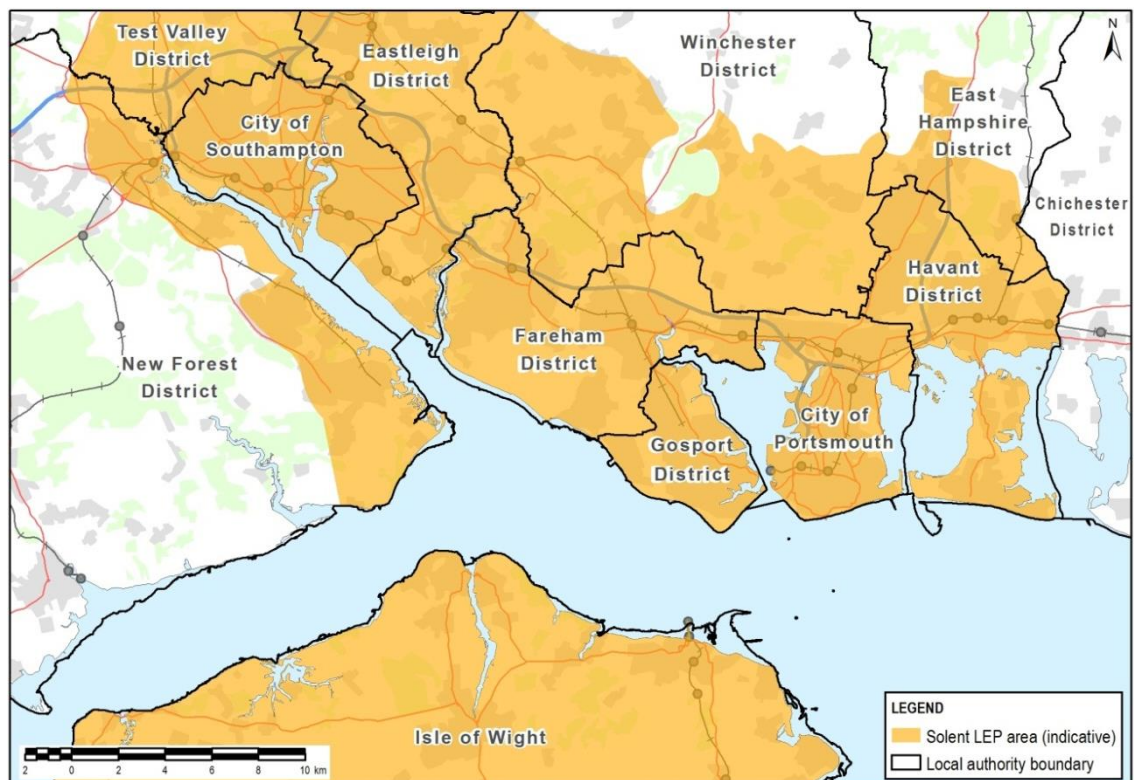 Test Valley
District
Eastleigh
District
Winchester
District
N
City of
Southampton
East
Hampshire
District
Chichester
District
Havant
District
Fareham
District
New Forest
District
City of
Portsmouth
Gosport
District
Isle of Wight
LEGEND
Solent LEP area (indicative)
Local authority boundary
2 0 2 4 6 8 10 km